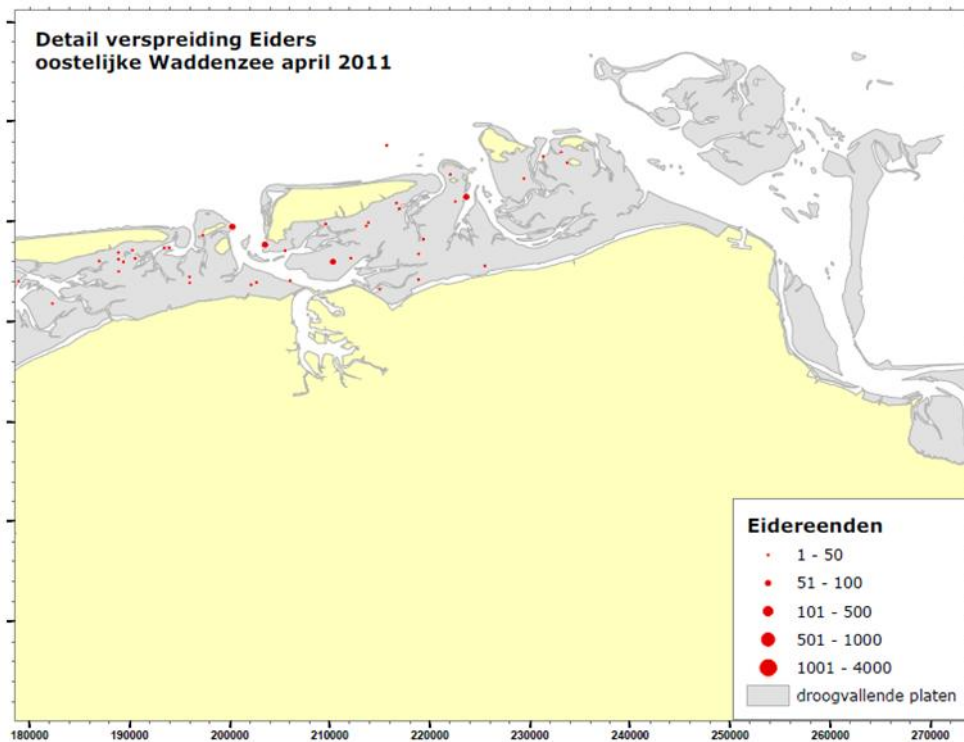 Detail verspreiding Eiders
oostelijke Waddenzee april 2011
Eidereenden
1 - 50
51 - 100
101 - 500
501 - 1000
1001 - 4000
droogvallende platen
180000 190000 200000 210000 220000 230000 240000 250000 260000 270000